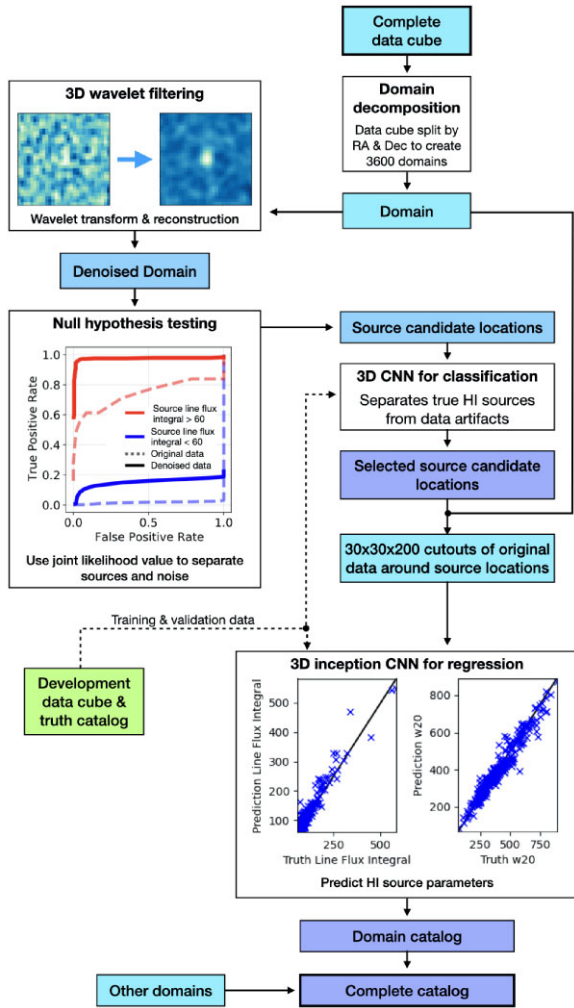 Complete
data cube
Domain
decomposition
Data cube split by
RA & Dec to create
3600 domains
Domain
3D wavelet filtering
Wavelet transform & reconstruction
Denoised Domain
Null hypothesis testing
True Positive Rate
1.0
0.8
0.6
0.4
0.2
0.0
Source line flux
integral > 60
Source line flux
integral < 60
Original data
Denoised data
0.0
0.5
1.0
False Positive Rate
Use joint likelihood value to separate
sources and noise
Source candidate locations
3D CNN for classification
Separates true HI sources
from data artifacts
Selected source candidate
locations
30x30x200 cutouts of original
data around source locations
Training & validation data
Development
data cube &
truth catalog
3D inception CNN for regression
Prediction Line Flux Integral
500
400
300
200
100
250
500
Truth Line Flux Integral
Prediction w20
800
600
400
200
250
500
750
Truth w20
Predict HI source parameters
Domain catalog
Other domains
Complete catalog